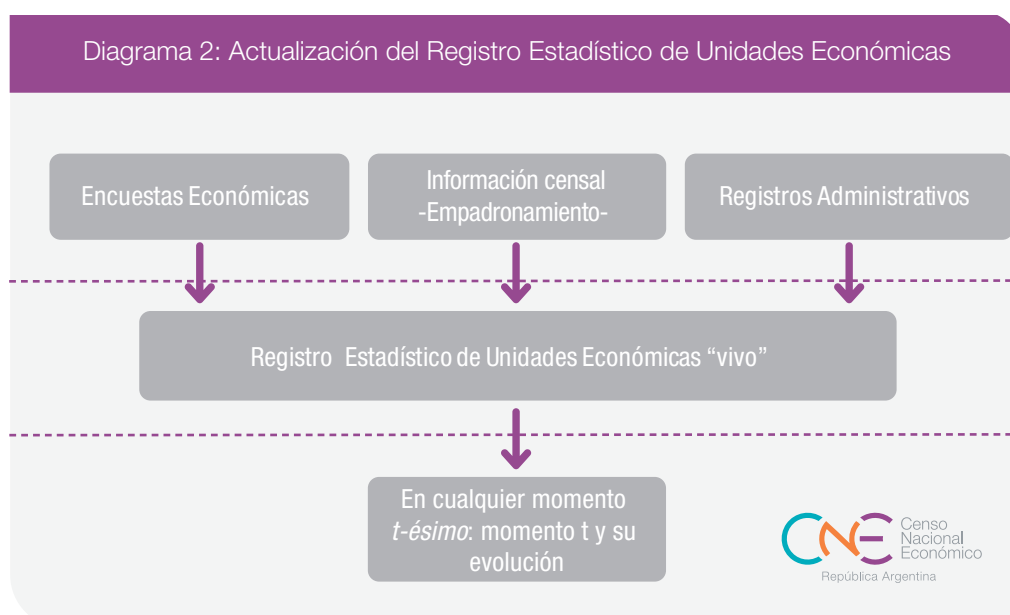 Diagrama 2: Actualización del Registro Estadístico de Unidades Económicas
Encuestas Económicas
Información censal
-Empadronamiento-
Registros Administrativos
Registro Estadístico de Unidades Económicas “vivo”
En cualquier momento
t-ésimo: momento t y su
evolución
CNE
Censo
Nacional
Económico
República Argentina